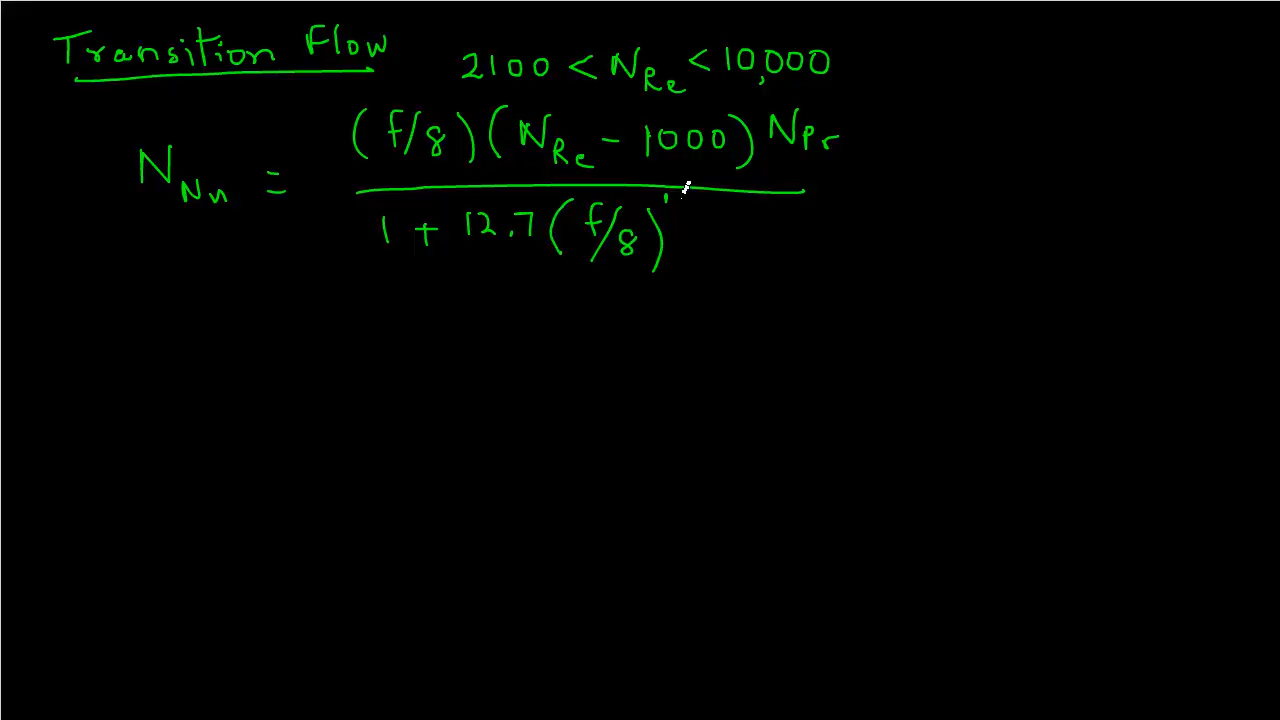 Transition Flow 2100 < N_Re < 10,000
(f/8)(N_Re - 1000) N_Pr
N_Nu =
1 + 12.7 (f/8)'